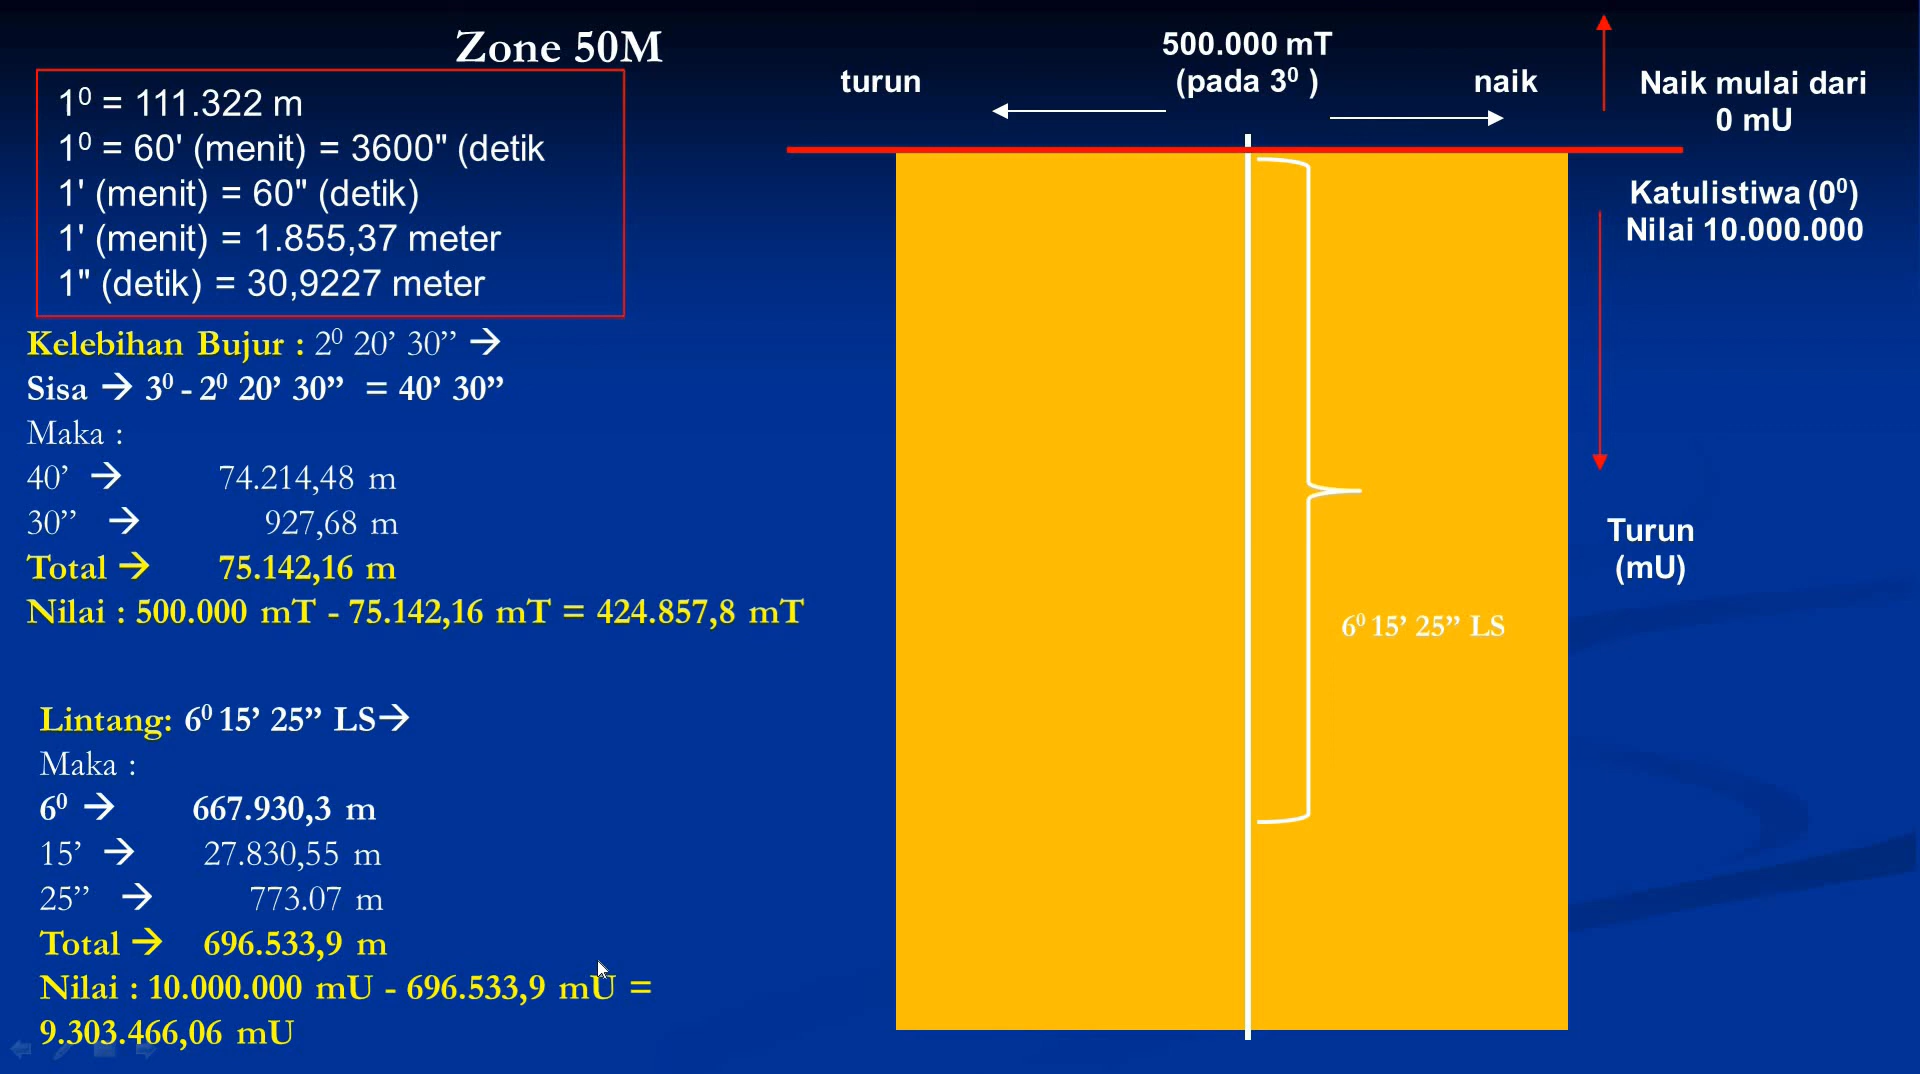 Zone 50M
1⁰ = 111.322 m
1⁰ = 60' (menit) = 3600" (detik
1' (menit) = 60" (detik)
1' (menit) = 1.855,37 meter
1" (detik) = 30,9227 meter
Kelebihan Bujur : 2⁰ 20’ 30’’ →
Sisa → 3⁰ - 2⁰ 20’ 30’’ = 40’ 30’’
Maka :
40’ → 74.214,48 m
30’’ → 927,68 m
Total → 75.142,16 m
Nilai : 500.000 mT - 75.142,16 mT = 424.857,8 mT
Lintang: 6⁰ 15’ 25’’ LS→
Maka :
6⁰ → 667.930,3 m
15’ → 27.830,55 m
25’’ → 773.07 m
Total → 696.533,9 m
Nilai : 10.000.000 mU - 696.533,9 mU =
9.303.466,06 mU
500.000 mT
(pada 3⁰ )
turun
naik
Naik mulai dari
0 mU
Katulistiwa (0⁰)
Nilai 10.000.000
Turun
(mU)
6⁰ 15’ 25’’ LS